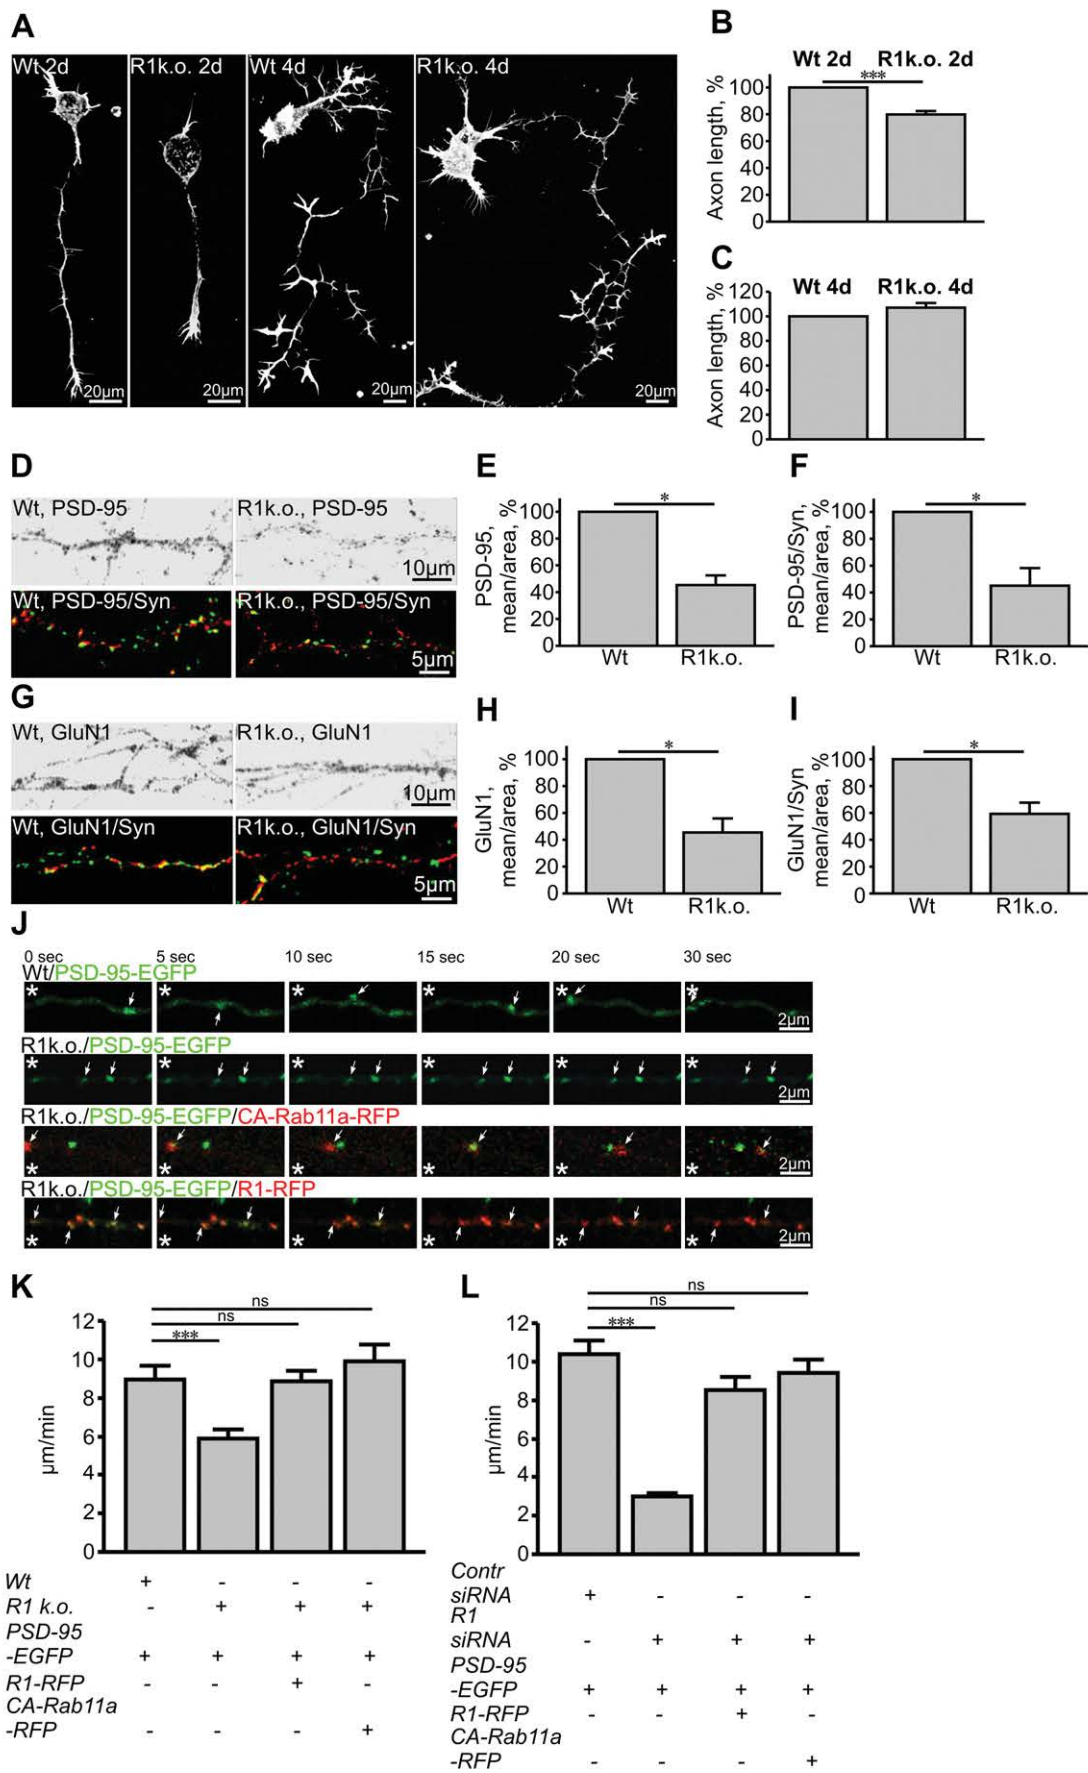 A
Wt 2d
R1k.o. 2d
Wt 4d
R1k.o. 4d
20µm
20µm
20µm
20µm
B
Wt 2d R1k.o. 2d
***
Axon length, %
100
80
60
40
20
0
C
Wt 4d R1k.o. 4d
Axon length, %
120
100
80
60
40
20
0
D
Wt, PSD-95
R1k.o., PSD-95
10µm
Wt, PSD-95/Syn
R1k.o., PSD-95/Syn
5µm
E
*
PSD-95,
mean/area, %
100
80
60
40
20
0
Wt R1k.o.
F
*
PSD-95/Syn,
mean/area, %
100
80
60
40
20
0
Wt R1k.o.
G
Wt, GluN1
R1k.o., GluN1
10µm
Wt, GluN1/Syn
R1k.o., GluN1/Syn
5µm
H
*
GluN1,
mean/area, %
100
80
60
40
20
0
Wt R1k.o.
I
*
GluN1/Syn
mean/area, %
100
80
60
40
20
0
Wt R1k.o.
J
0 sec 5 sec 10 sec 15 sec 20 sec 30 sec
Wt/PSD-95-EGFP
* * * * * *
2µm
R1k.o./PSD-95-EGFP
* * * * * *
2µm
R1k.o./PSD-95-EGFP/CA-Rab11a-RFP
* * * * * *
2µm
R1k.o./PSD-95-EGFP/R1-RFP
* * * * * *
2µm
K
ns
ns
***
µm/min
12
10
8
6
4
2
0
Wt + - - -
R1 k.o. - + + +
PSD-95
-EGFP + + + +
R1-RFP - - + -
CA-Rab11a
-RFP - - - +
L
ns
ns
***
µm/min
12
10
8
6
4
2
0
Contr
siRNA + - - -
R1
siRNA - + + +
PSD-95
-EGFP + + + +
R1-RFP - - + -
CA-Rab11a
-RFP - - - +